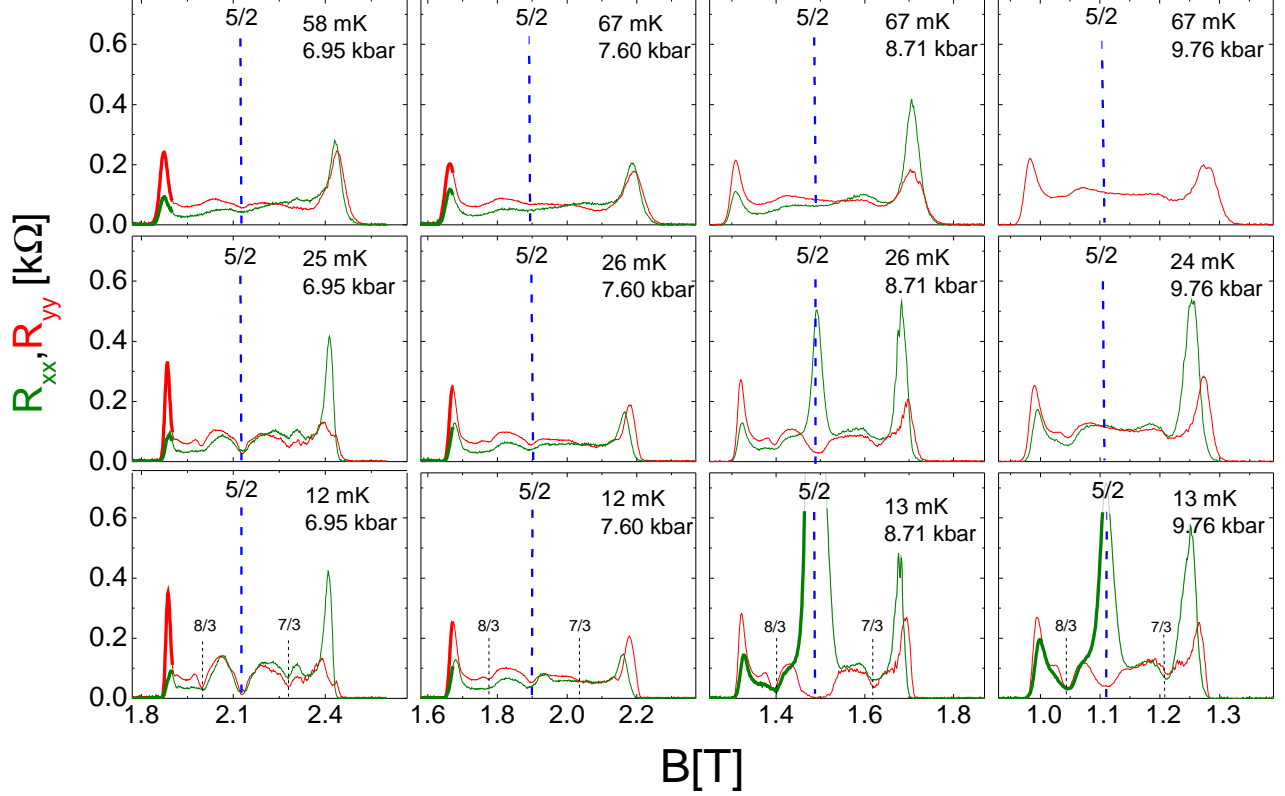 5/2
58 mK
6.95 kbar
5/2
67 mK
7.60 kbar
5/2
67 mK
8.71 kbar
5/2
67 mK
9.76 kbar
0.6
0.4
0.2
0.0
5/2
25 mK
6.95 kbar
5/2
26 mK
7.60 kbar
5/2
26 mK
8.71 kbar
5/2
24 mK
9.76 kbar
0.6
0.4
0.2
0.0
Rxx,Ryy [kΩ]
5/2
12 mK
6.95 kbar
8/3
7/3
5/2
12 mK
7.60 kbar
8/3
7/3
5/2
13 mK
8.71 kbar
8/3
7/3
5/2
13 mK
9.76 kbar
8/3
7/3
0.6
0.4
0.2
0.0
1.8 2.1 2.4
1.6 1.8 2.0 2.2
1.4 1.6 1.8
1.0 1.1 1.2 1.3
B[T]